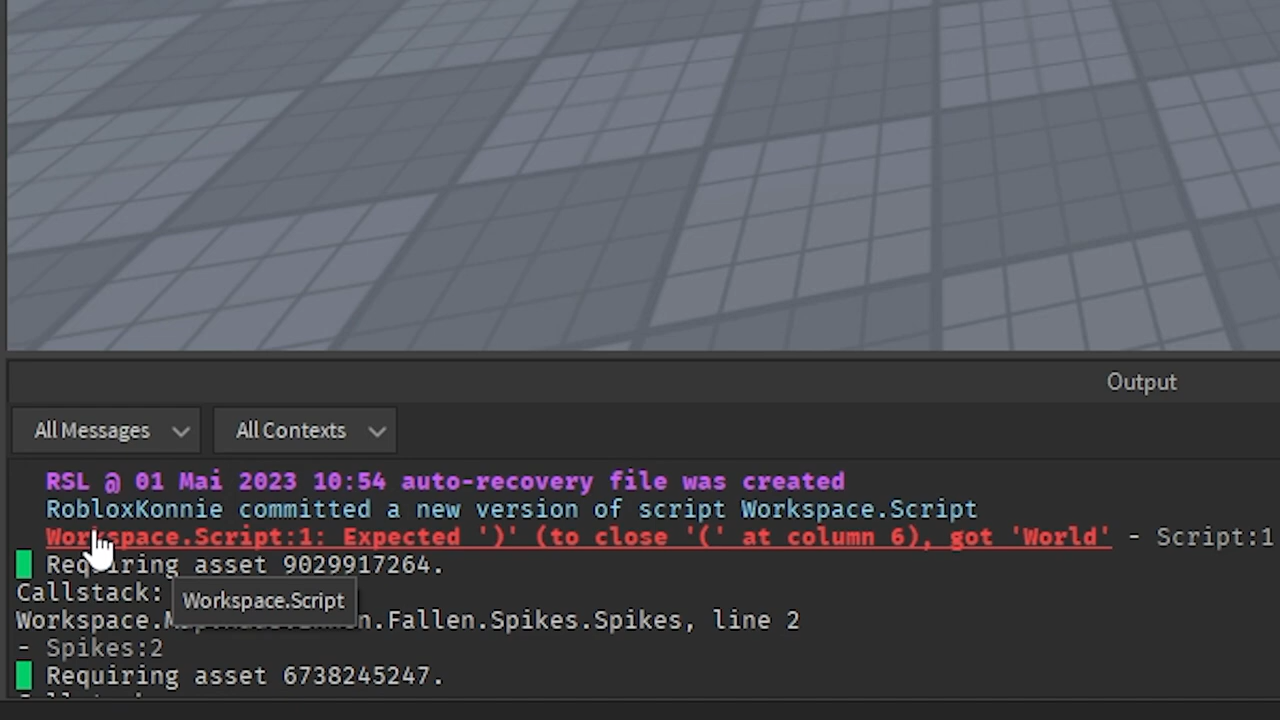 Output
All Messages All Contexts
RSL @ 01 Mai 2023 10:54 auto-recovery file was created
RobloxKonnie committed a new version of script Workspace.Script
Workspace.Script:1: Expected ')' (to close '(' at column 6), got 'World' - Script:1
Requiring asset 9029917264.
Callstack:
Workspace.Script
.Fallen.Spikes.Spikes, line 2
- Spikes:2
Requiring asset 6738245247.